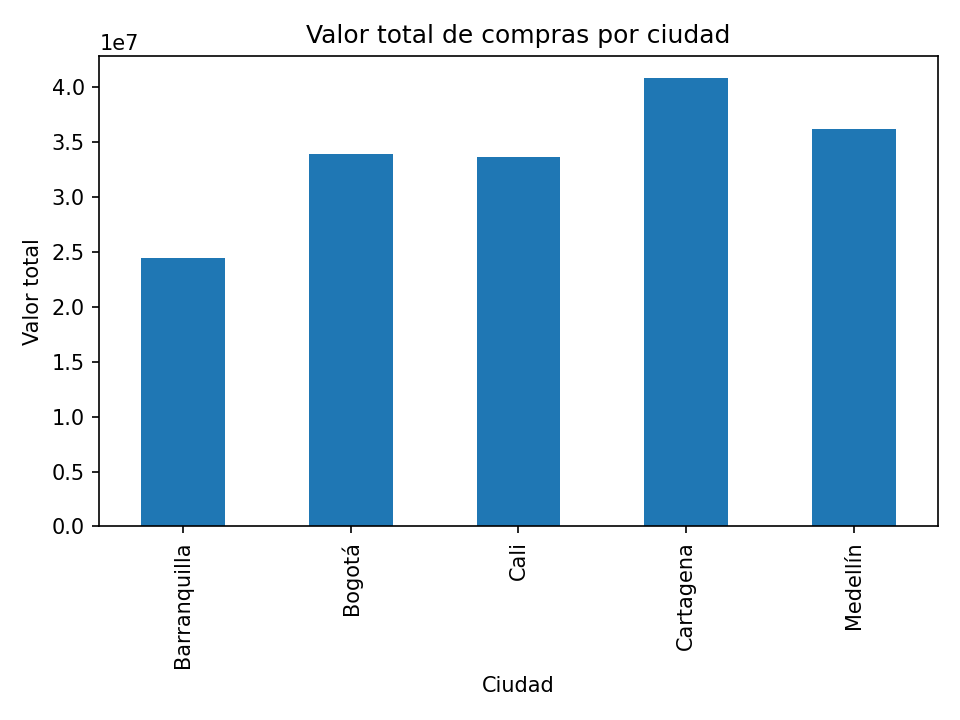 Valor total de compras por ciudad
1e7
4.0
3.5
3.0
2.5
2.0
1.5
1.0
0.5
0.0
Valor total
Barranquilla
Bogotá
Cali
Cartagena
Medellín
Ciudad